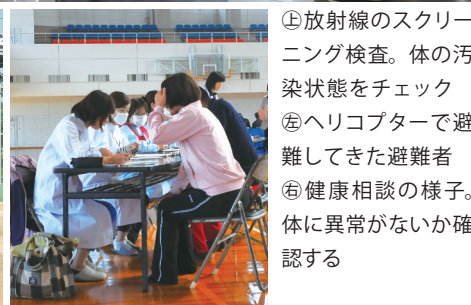 ㊤放射線のスクリー
ニング検査。体の汚
染状態をチェック
㊧ヘリコプターで避
難してきた避難者
㊨健康相談の様子。
体に異常がないか確
認する